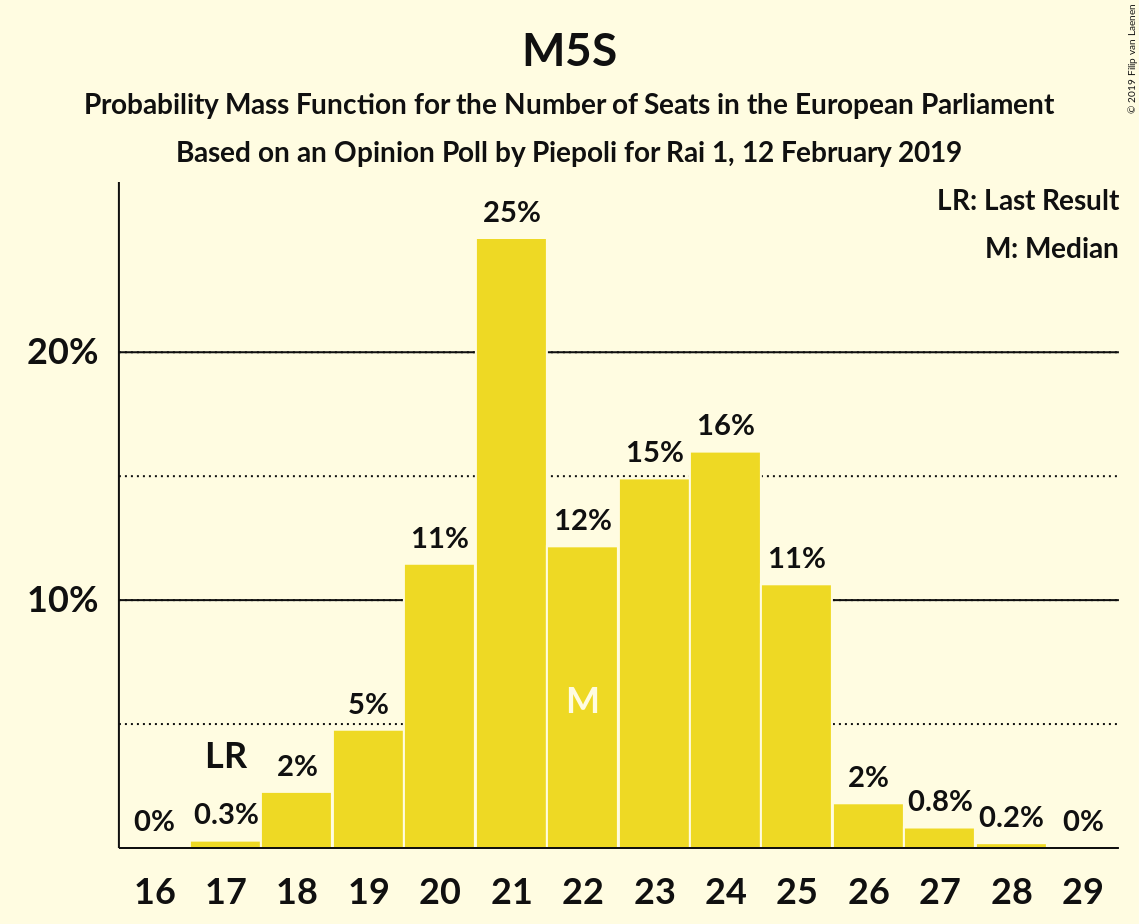 M5S
Probability Mass Function for the Number of Seats in the European Parliament
Based on an Opinion Poll by Piepoli for Rai 1, 12 February 2019
© 2019 Filip van Laenen
LR: Last Result
M: Median
25%
20%
16%
15%
12%
11%
11%
10%
M
5%
LR
2%
2%
0%
0.3%
0.8%
0.2%
0%
16 17 18 19 20 21 22 23 24 25 26 27 28 29